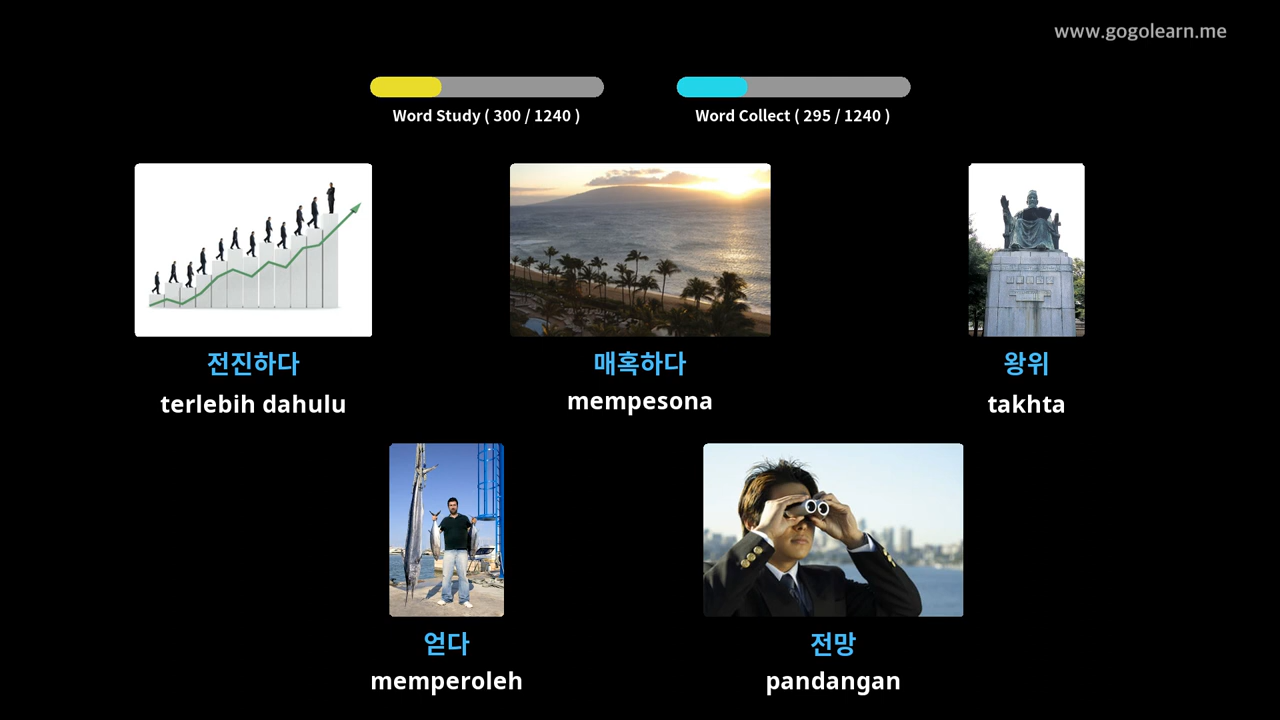 www.gogolearn.me
Word Study ( 300 / 1240 )
Word Collect ( 295 / 1240 )
전진하다
terlebih dahulu
매혹하다
mempesona
왕위
takhta
얻다
memperoleh
전망
pandangan